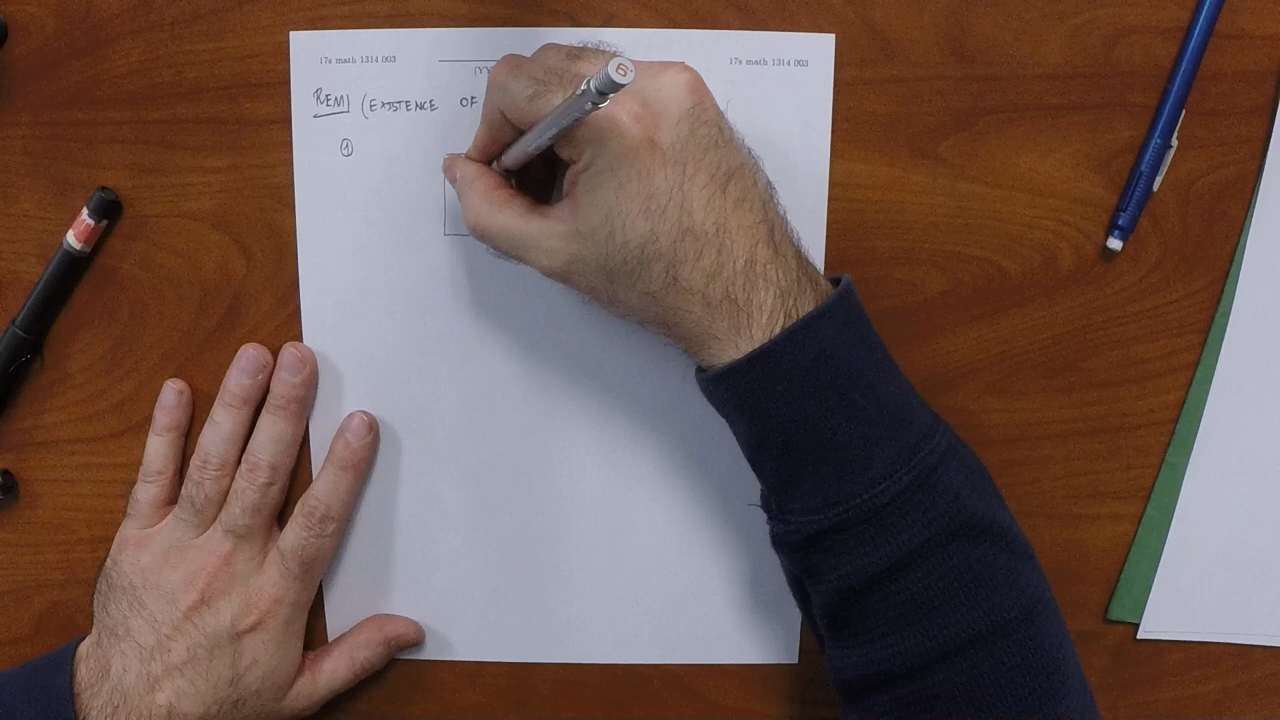 17s math 1314 003 17s math 1314 003
REM (EXISTENCE OF
①